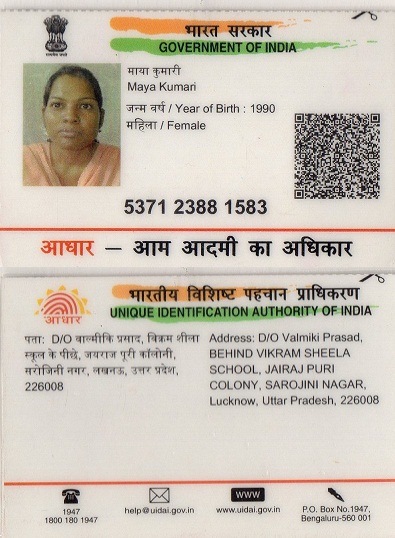 भारत सरकार
GOVERNMENT OF INDIA
माया कुमारी
Maya Kumari
जन्म वर्ष / Year of Birth : 1990
महिला / Female
5371 2388 1583
आधार — आम आदमी का अधिकार
भारतीय विशिष्ट पहचान प्राधिकरण
UNIQUE IDENTIFICATION AUTHORITY OF INDIA
आधार
पता: D/O वाल्मीकि प्रसाद, विक्रम शीला
स्कूल के पीछे, जयराज पूरी कॉलोनी,
सरोजिनी नगर, लखनऊ, उत्तर प्रदेश,
226008
Address: D/O Valmiki Prasad,
BEHIND VIKRAM SHEELA
SCHOOL, JAIRAJ PURI
COLONY, SAROJINI NAGAR,
Lucknow, Uttar Pradesh, 226008
1947
1800 180 1947
help@uidai.gov.in
WWW
www.uidai.gov.in
P.O. Box No.1947,
Bengaluru-560 001